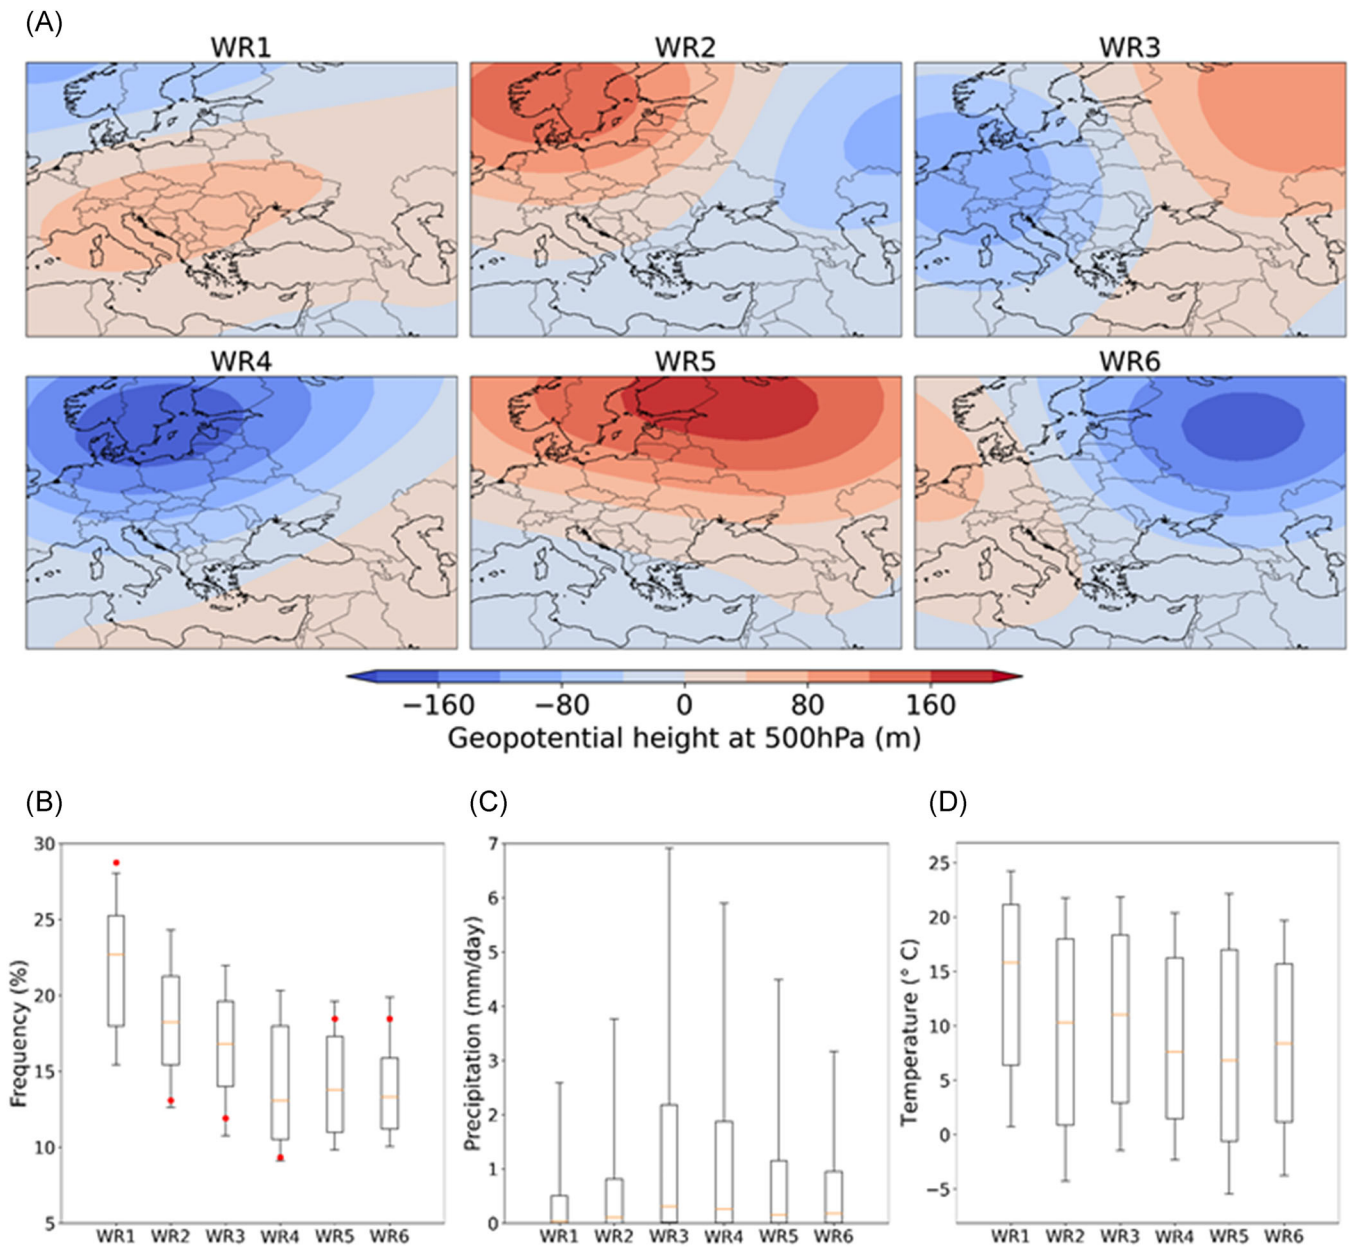 (A)
WR1 WR2 WR3
WR4 WR5 WR6
−160 −80 0 80 160
Geopotential height at 500hPa (m)
(B) (C) (D)
30
25
20
15
10
5
Frequency (%)
WR1 WR2 WR3 WR4 WR5 WR6
7
6
5
4
3
2
1
0
Precipitation (mm/day)
WR1 WR2 WR3 WR4 WR5 WR6
25
20
15
10
5
0
−5
Temperature (° C)
WR1 WR2 WR3 WR4 WR5 WR6